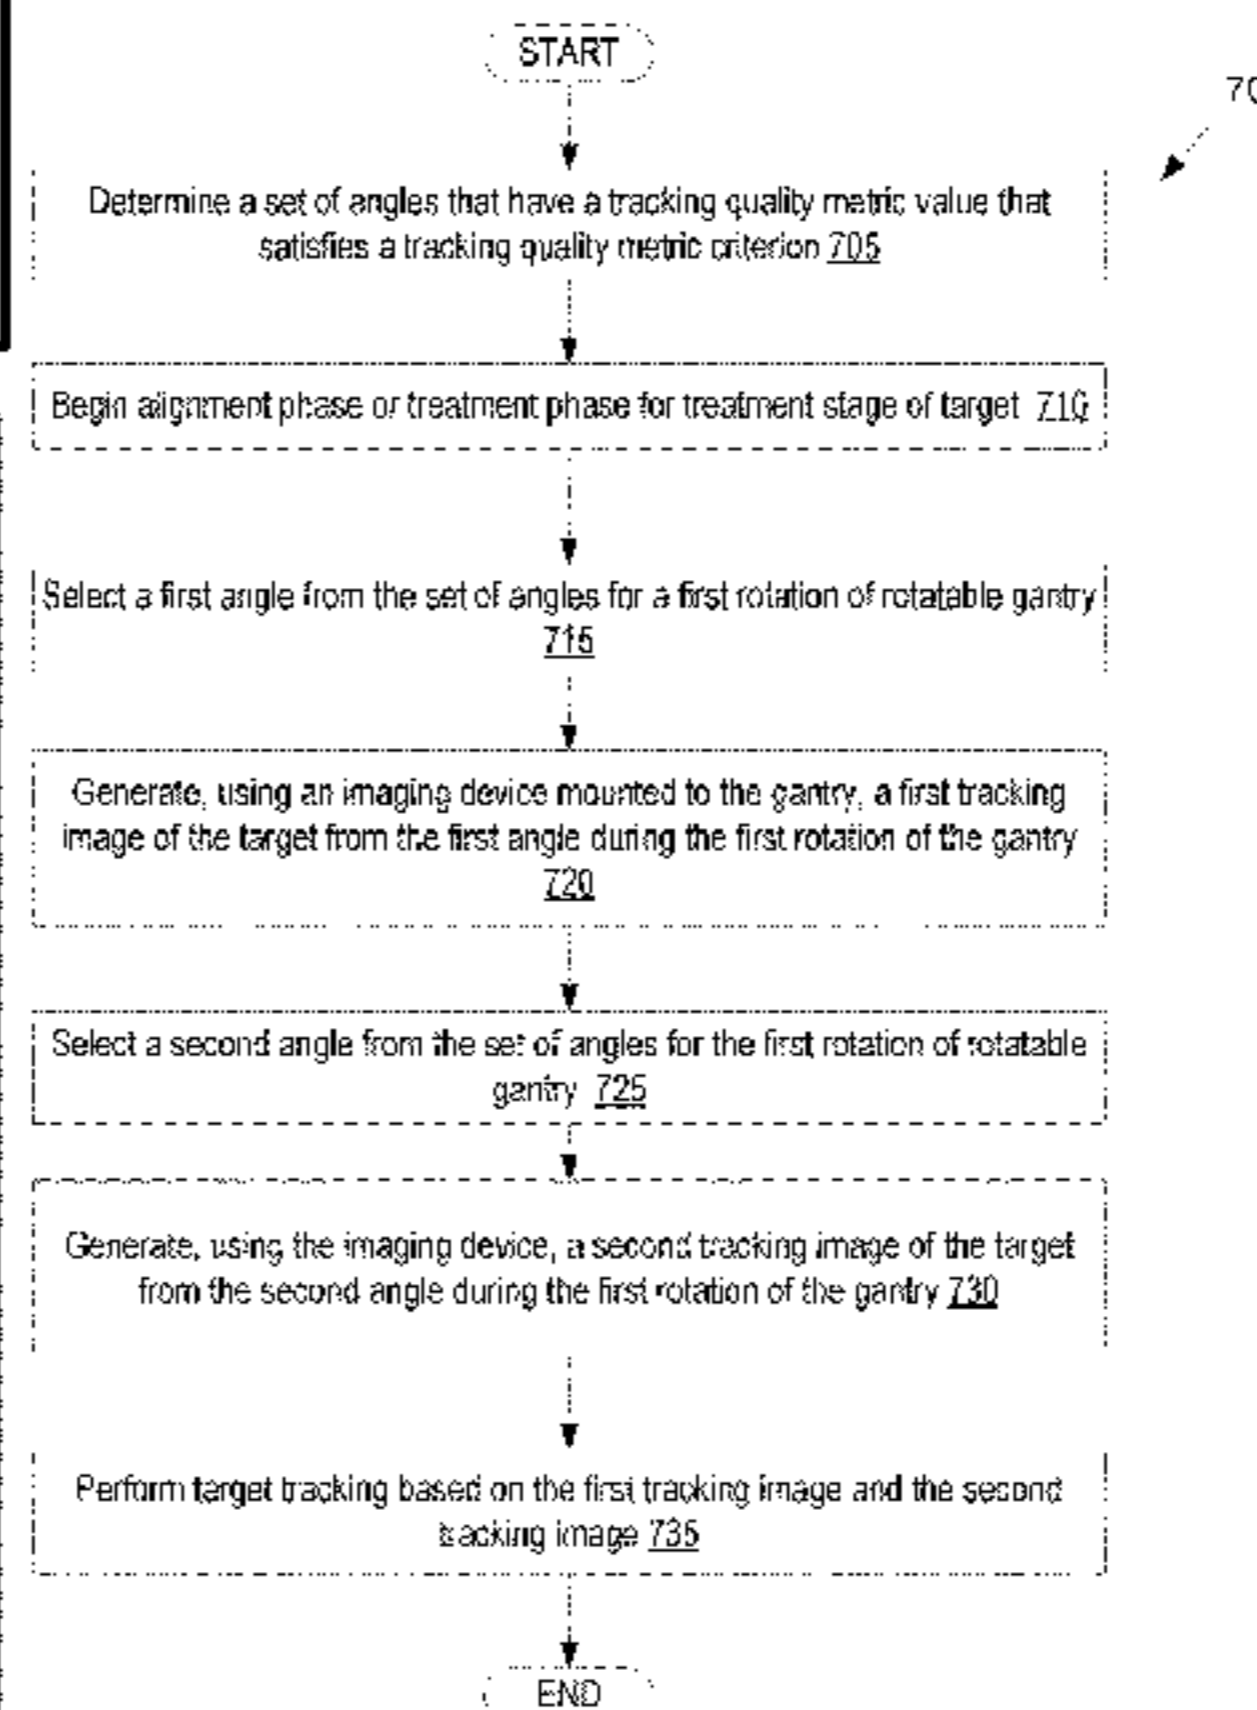 START
70
Determine a set of angles that have a tracking quality metric value that
satisfies a tracking quality metric criterion 705
Begin alignment phase or treatment phase for treatment stage of target 710
Select a first angle from the set of angles for a first rotation of rotatable gantry
715
Generate, using an imaging device mounted to the gantry, a first tracking
image of the target from the first angle during the first rotation of the gantry
720
Select a second angle from the set of angles for the first rotation of rotatable
gantry 725
Generate, using the imaging device, a second tracking image of the target
from the second angle during the first rotation of the gantry 730
Perform target tracking based on the first tracking image and the second
tracking image 735
END